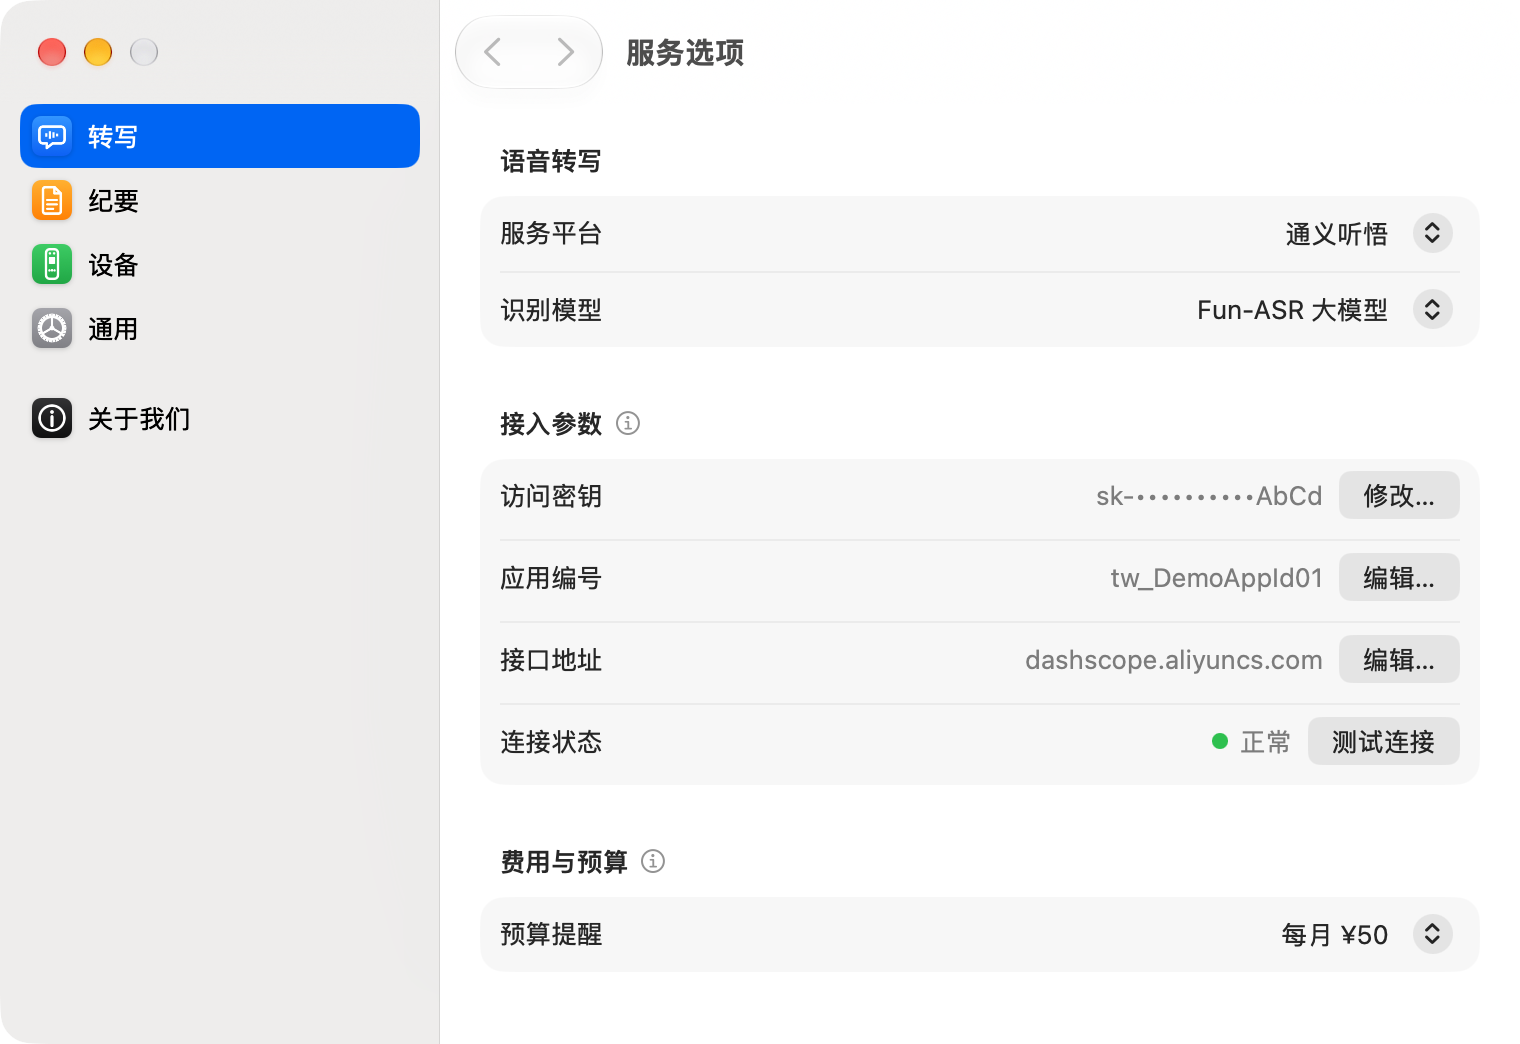 服务选项
转写
纪要
设备
通用
关于我们
语音转写
服务平台 通义听悟
识别模型 Fun-ASR 大模型
接入参数
访问密钥 sk-••••••••••AbCd 修改...
应用编号 tw_DemoAppId01 编辑...
接口地址 dashscope.aliyuncs.com 编辑...
连接状态 正常 测试连接
费用与预算
预算提醒 每月 ¥50